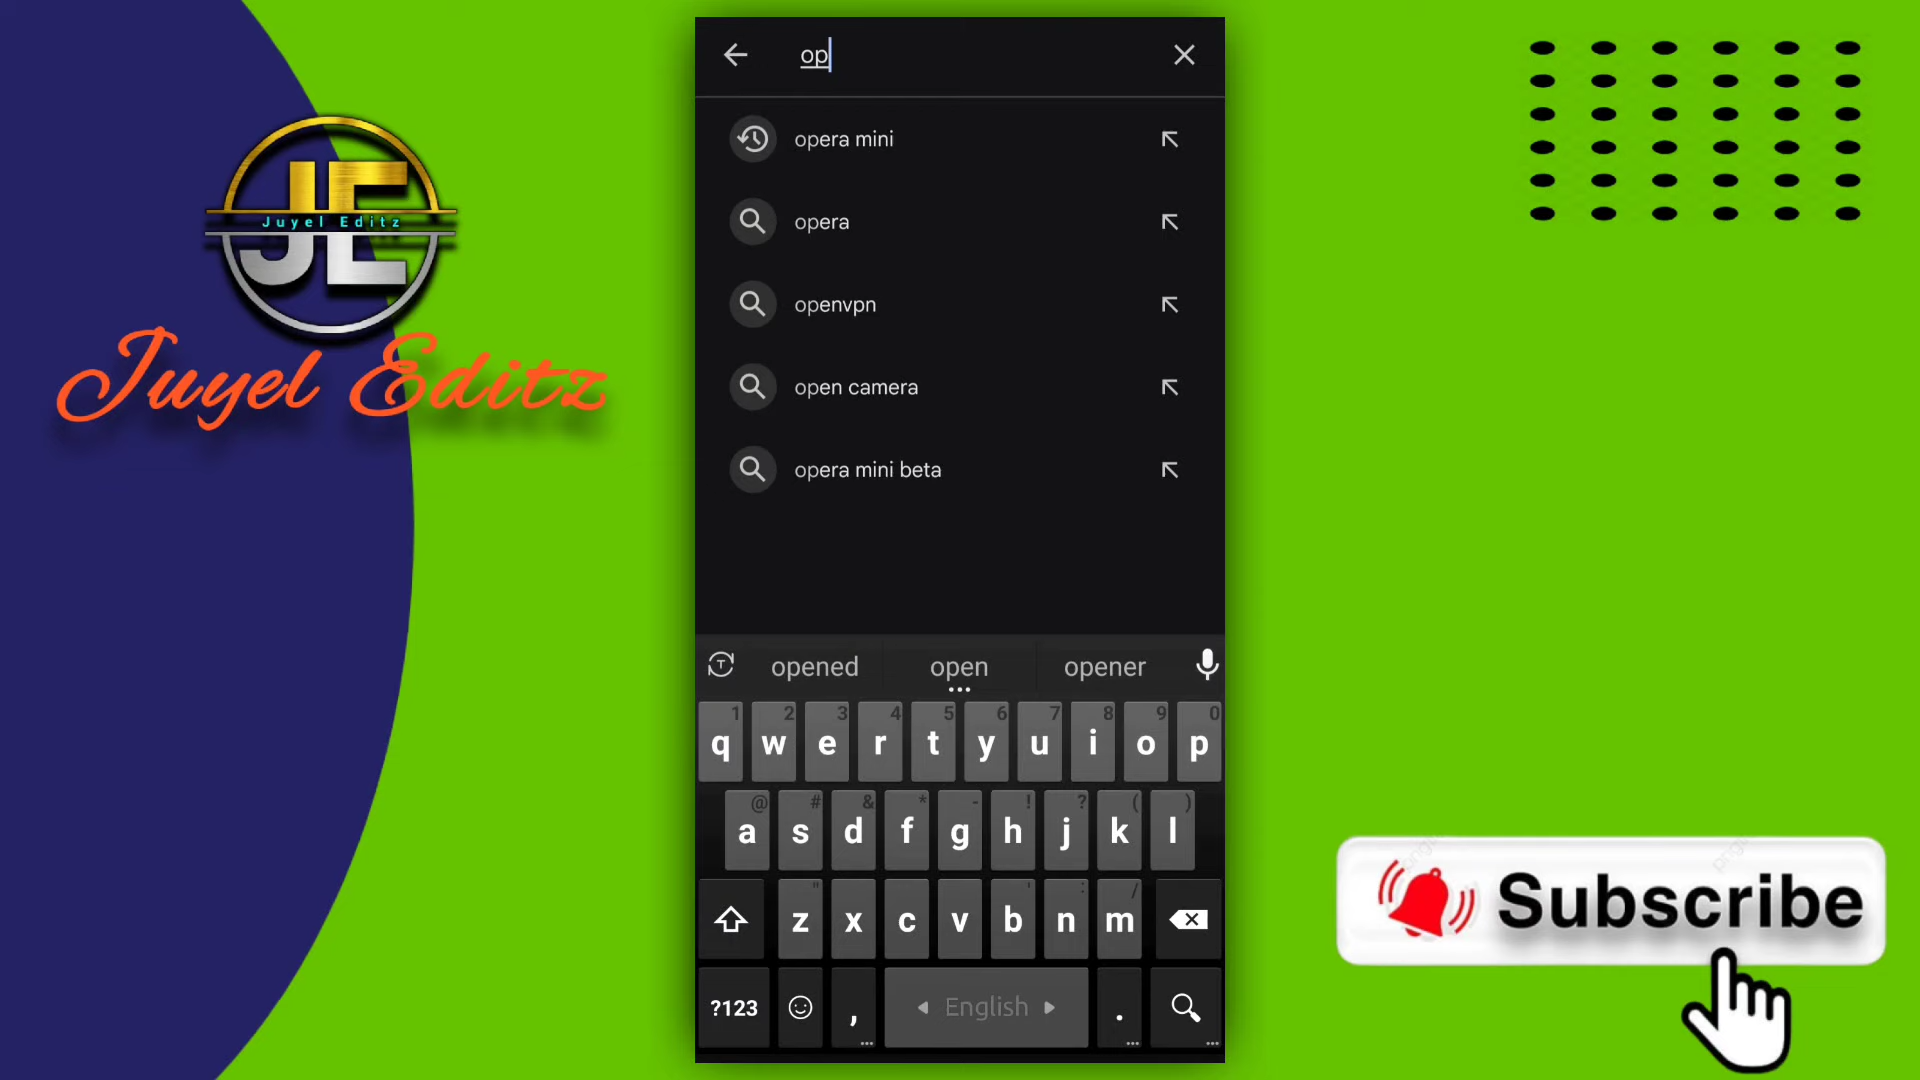 JE
Juyel Editz
Juyel Editz
op
opera mini
opera
openvpn
open camera
opera mini beta
opened open opener
1 2 3 4 5 6 7 8 9 0
q w e r t y u i o p
@ # & * - ! ? ( )
a s d f g h j k l
" ' : /
z x c v b n m
?123 , English .
Subscribe